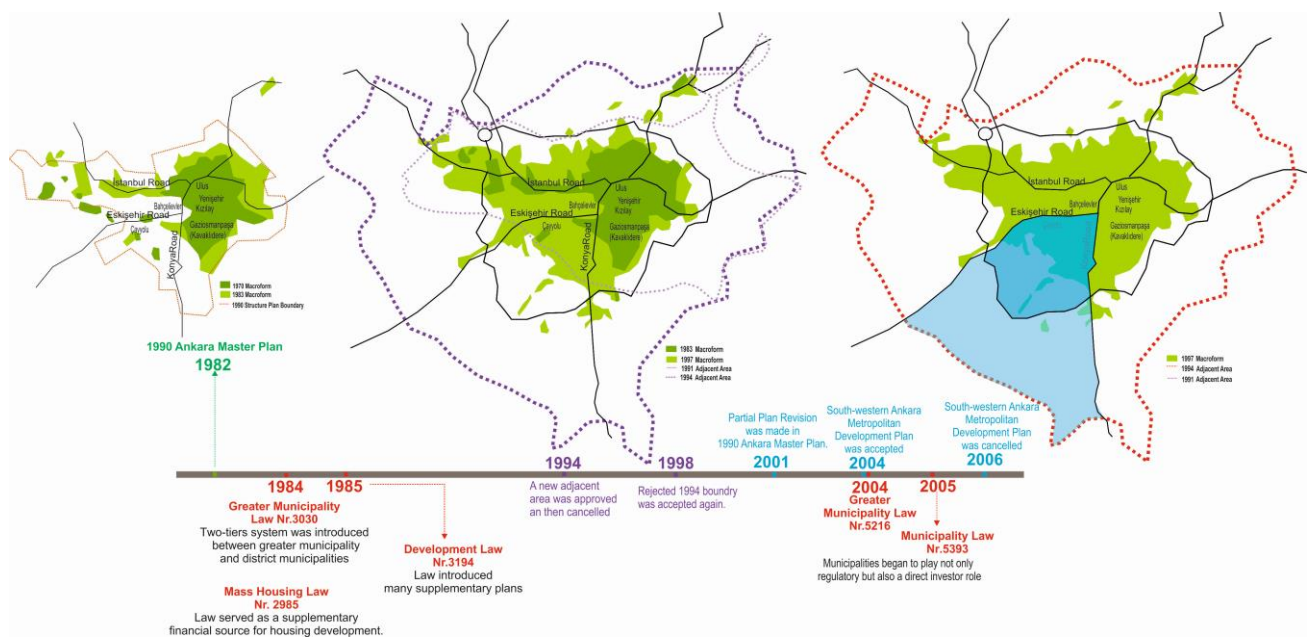 İstanbul Road
Ulus
Yenişehir
Kızılay
Bahçelievler
Eskişehir Road
Çayyolu
Gaziosmanpaşa
(Kavaklıdere)
KonyaRoad
1970 Macroform
1983 Macroform
1990 Structure Plan Boundary
1990 Ankara Master Plan
1982
İstanbul Road
Ulus
Yenişehir
Kızılay
Bahçelievler
Eskişehir Road
Çayyolu
Gaziosmanpaşa
(Kavaklıdere)
KonyaRoad
1983 Macroform
1997 Macroform
1991 Adjacent Area
1994 Adjacent Area
İstanbul Road
Ulus
Yenişehir
Kızılay
Bahçelievler
Eskişehir Road
Gaziosmanpaşa
(Kavaklıdere)
1997 Macroform
1994 Adjacent Area
1991 Adjacent Area
1994
A new adjacent
area was approved
an then cancelled
1998
Rejected 1994 boundry
was accepted again.
Partial Plan Revision
was made in
1990 Ankara Master Plan.
2001
South-western Ankara
Metropolitan
Development Plan
was accepted
2004
South-western Ankara
Metropolitan
Development Plan
was cancelled
2006
1984
Greater Municipality
Law Nr.3030
Two-tiers system was introduced
between greater municipality
and district municipalities
Mass Housing Law
Nr. 2985
Law served as a supplementary
financial source for housing development.
1985
Development Law
Nr.3194
Law introduced
many supplementary plans
2004
Greater
Municipality Law
Nr.5216
2005
Municipality Law
Nr.5393
Municipalities began to play not only
regulatory but also a direct investor role